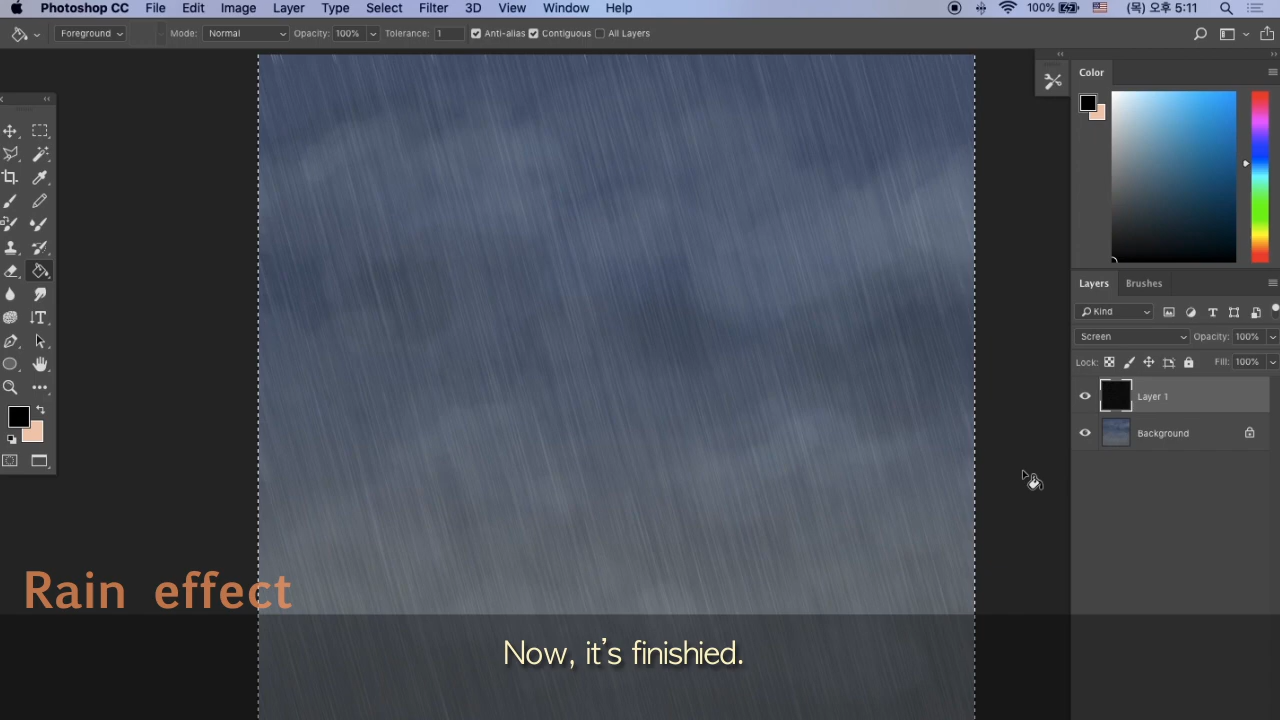 Photoshop CC File Edit Image Layer Type Select Filter 3D View Window Help 100% (목) 오후 5:11
Foreground Mode: Normal Opacity: 100% Tolerance: 1 Anti-alias Contiguous All Layers
Color
Layers Brushes
Kind
Screen Opacity: 100%
Lock: Fill: 100%
Layer 1
Background
Rain effect
Now, it's finishied.